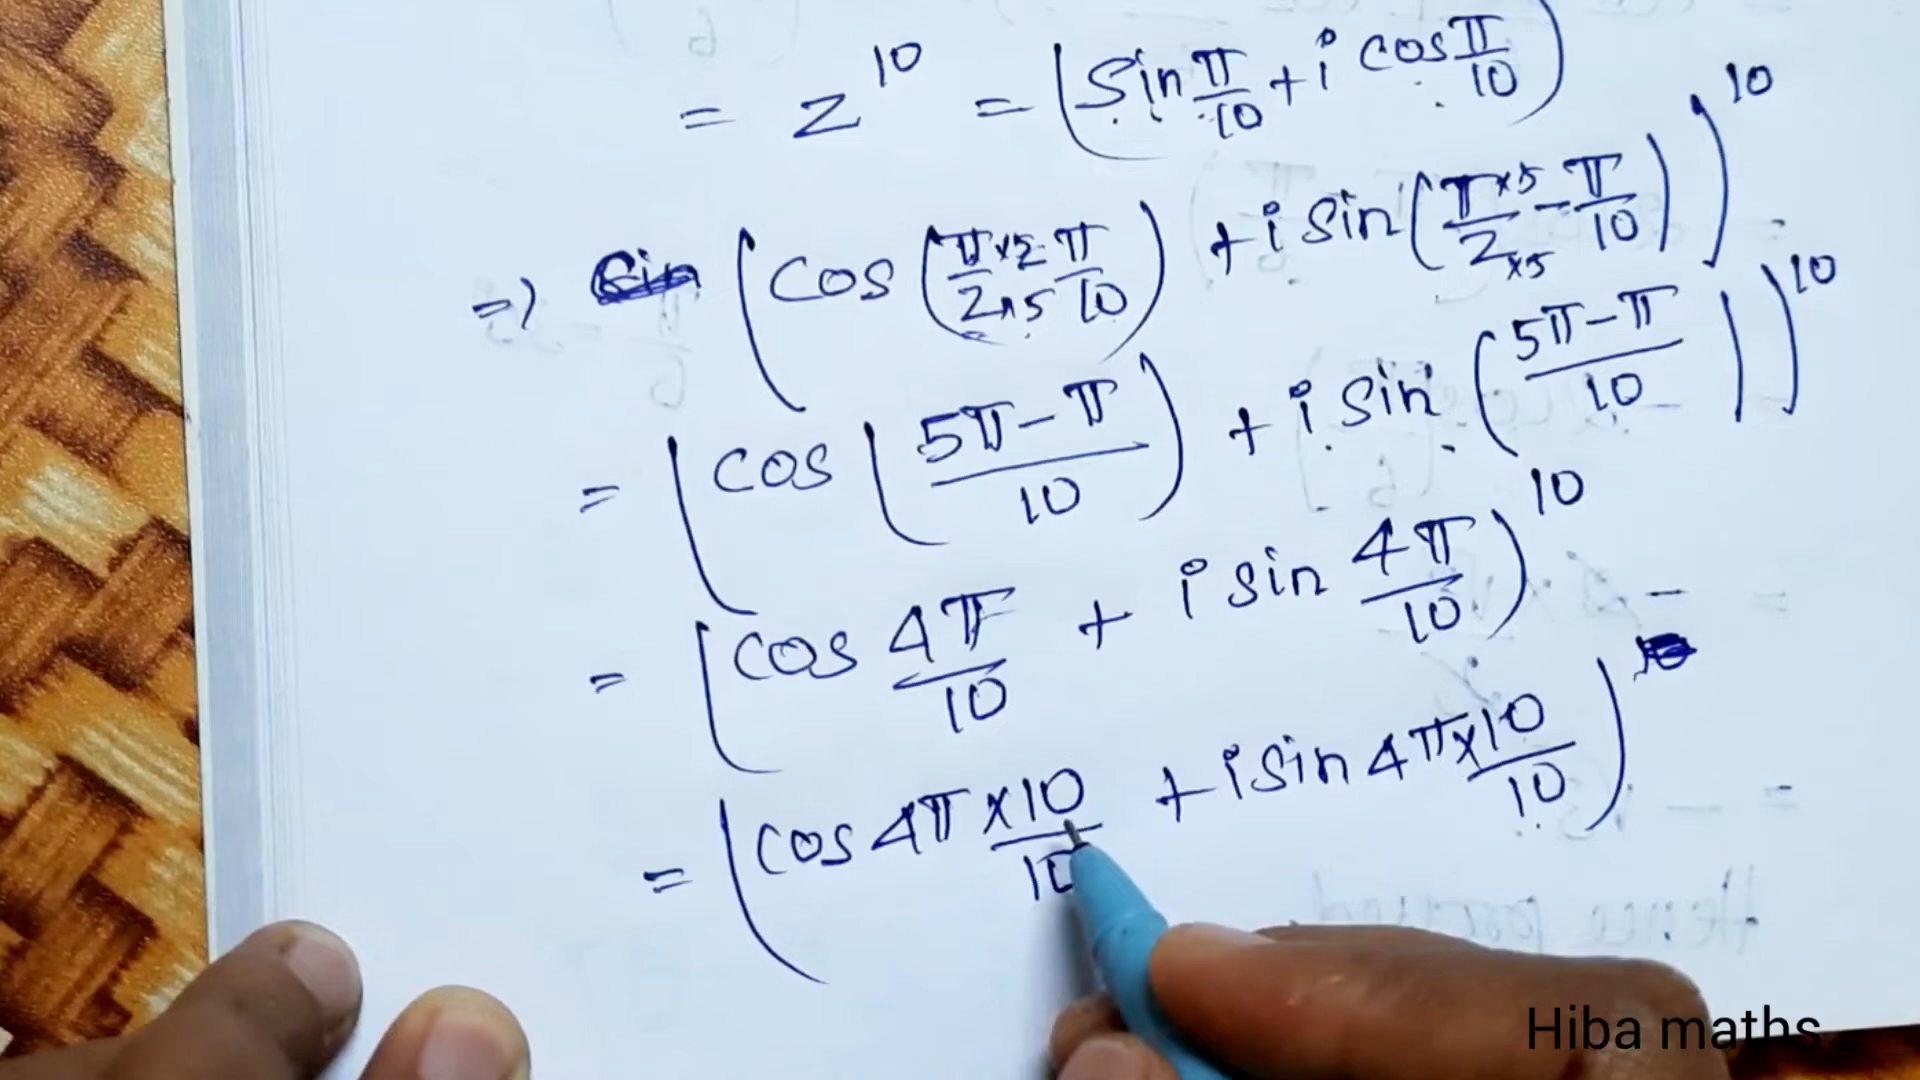 = z^10 = (sin π/10 + i cos π/10)
=> (cos (π×2/2×5 - π/10) + i sin (π×5/2×5 - π/10))^10
= (cos (5π-π/10) + i sin (5π-π/10))^10
= (cos 4π/10 + i sin 4π/10)^10
= (cos 4π×10/10 + i sin 4π×10/10)
Hiba maths